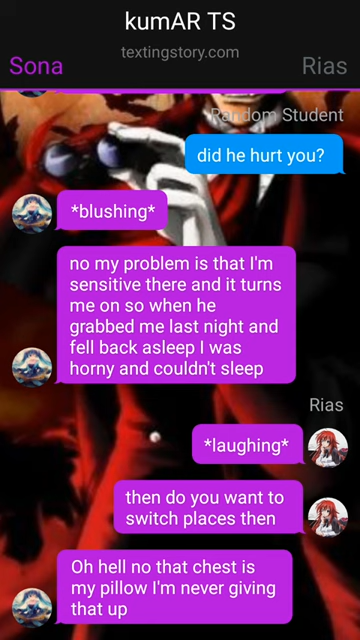 kumAR TS
textingstory.com
Sona
Rias
Random Student
did he hurt you?
*blushing*
no my problem is that I'm
sensitive there and it turns
me on so when he
grabbed me last night and
fell back asleep I was
horny and couldn't sleep
Rias
*laughing*
then do you want to
switch places then
Oh hell no that chest is
my pillow I'm never giving
that up